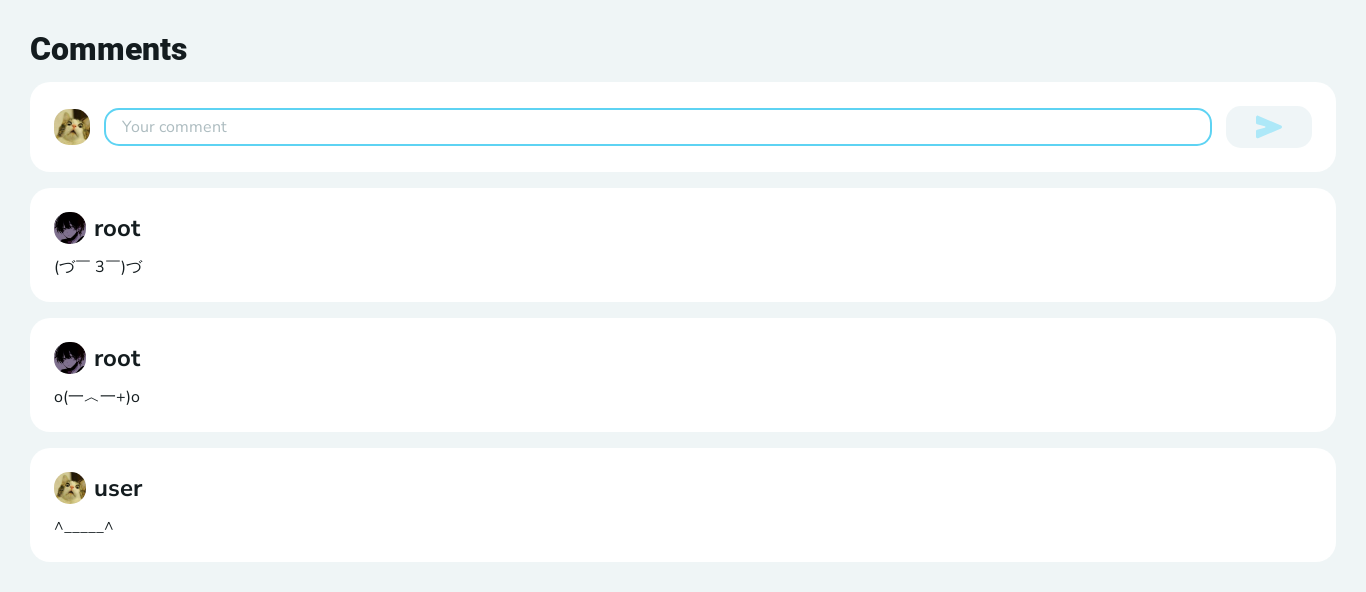 Comments
Your comment
root
(づ￣ 3￣)づ
root
o(一︿一+)o
user
^_____^